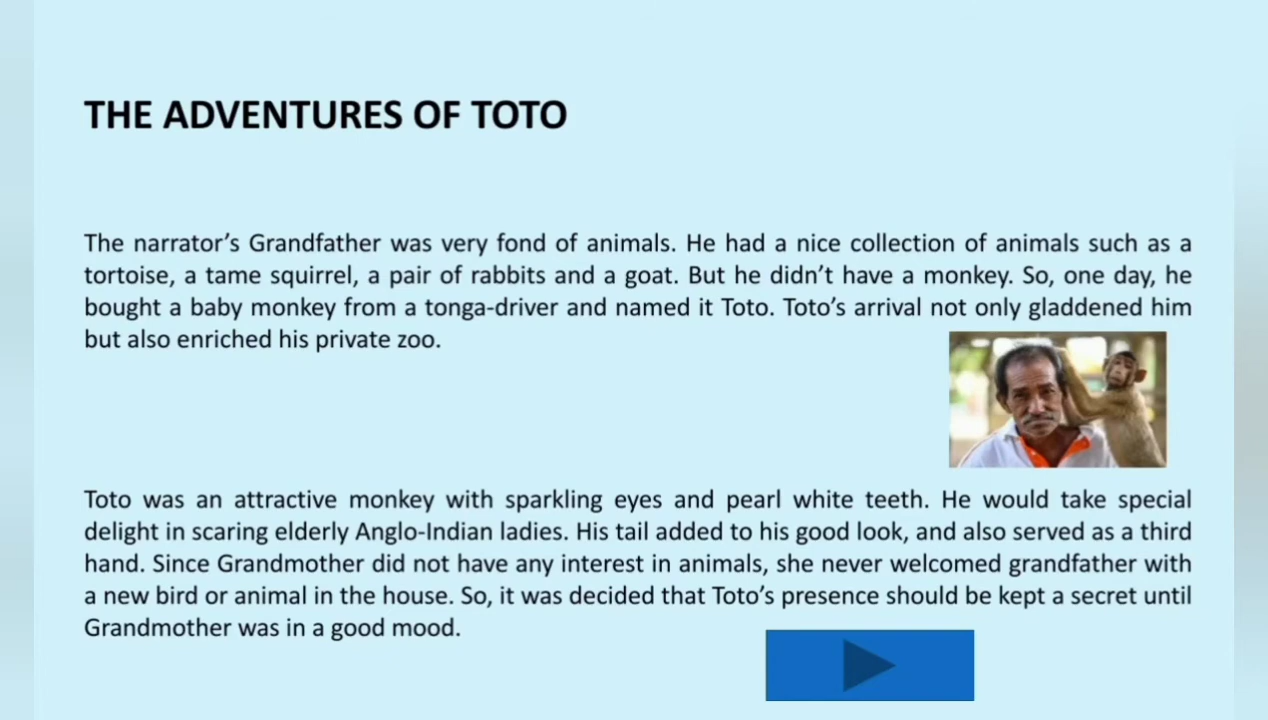 THE ADVENTURES OF TOTO
The narrator’s Grandfather was very fond of animals. He had a nice collection of animals such as a
tortoise, a tame squirrel, a pair of rabbits and a goat. But he didn’t have a monkey. So, one day, he
bought a baby monkey from a tonga-driver and named it Toto. Toto’s arrival not only gladdened him
but also enriched his private zoo.
Toto was an attractive monkey with sparkling eyes and pearl white teeth. He would take special
delight in scaring elderly Anglo-Indian ladies. His tail added to his good look, and also served as a third
hand. Since Grandmother did not have any interest in animals, she never welcomed grandfather with
a new bird or animal in the house. So, it was decided that Toto’s presence should be kept a secret until
Grandmother was in a good mood.